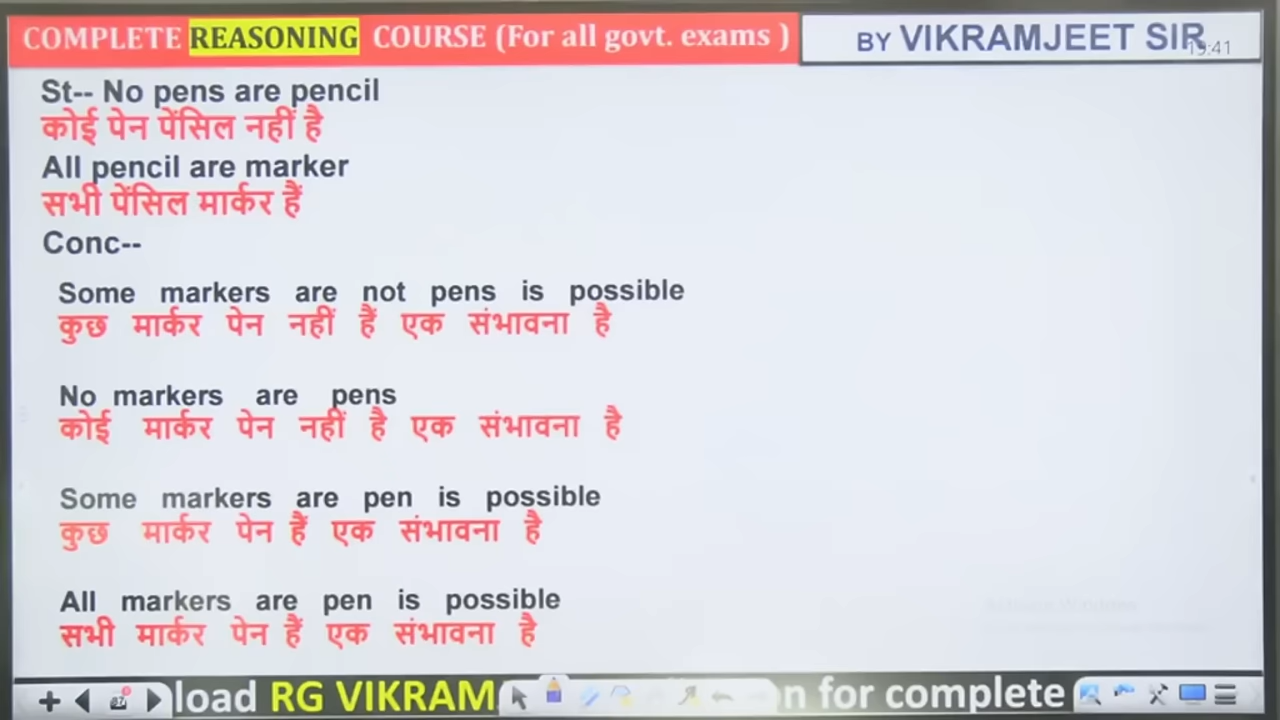 COMPLETE REASONING COURSE (For all govt. exams )
BY VIKRAMJEET SIR
19:41
St-- No pens are pencil
कोई पेन पेंसिल नहीं है
All pencil are marker
सभी पेंसिल मार्कर हैं
Conc--
Some markers are not pens is possible
कुछ मार्कर पेन नहीं हैं एक संभावना है
No markers are pens
कोई मार्कर पेन नहीं है एक संभावना है
Some markers are pen is possible
कुछ मार्कर पेन हैं एक संभावना है
All markers are pen is possible
सभी मार्कर पेन हैं एक संभावना है
load RG VIKRAM n for complete